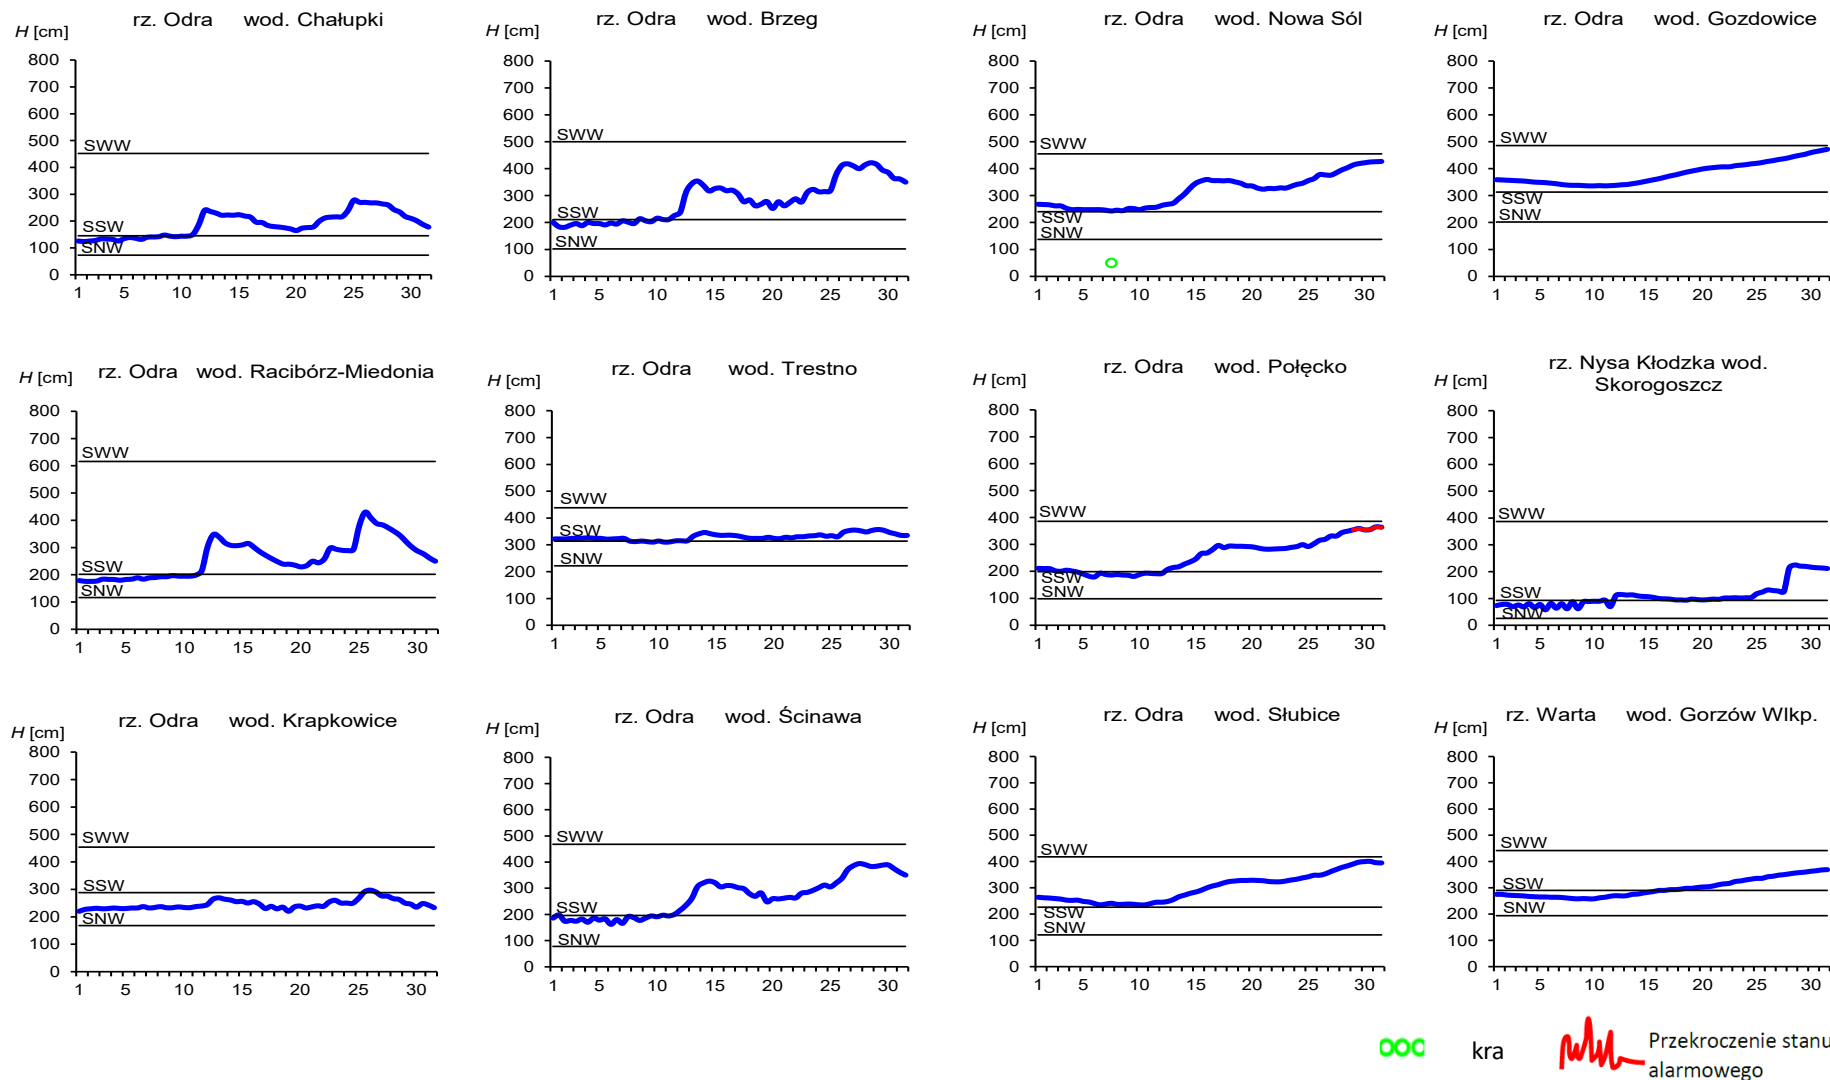 rz. Odra wod. Chałupki
H [cm]
800
700
600
500
400
300
200
100
0
SWW
SSW
SNW
1 5 10 15 20 25 30
rz. Odra wod. Brzeg
H [cm]
800
700
600
500
400
300
200
100
0
SWW
SSW
SNW
1 5 10 15 20 25 30
rz. Odra wod. Nowa Sól
H [cm]
800
700
600
500
400
300
200
100
0
SWW
SSW
SNW
1 5 10 15 20 25 30
rz. Odra wod. Gozdowice
H [cm]
800
700
600
500
400
300
200
100
0
SWW
SSW
SNW
1 5 10 15 20 25 30
rz. Odra wod. Racibórz-Miedonia
H [cm]
800
700
600
500
400
300
200
100
0
SWW
SSW
SNW
1 5 10 15 20 25 30
rz. Odra wod. Trestno
H [cm]
800
700
600
500
400
300
200
100
0
SWW
SSW
SNW
1 5 10 15 20 25 30
rz. Odra wod. Połęcko
H [cm]
800
700
600
500
400
300
200
100
0
SWW
SSW
SNW
1 5 10 15 20 25 30
rz. Nysa Kłodzka wod.
Skorogoszcz
H [cm]
800
700
600
500
400
300
200
100
0
SWW
SSW
SNW
1 5 10 15 20 25 30
rz. Odra wod. Krapkowice
H [cm]
800
700
600
500
400
300
200
100
0
SWW
SSW
SNW
1 5 10 15 20 25 30
rz. Odra wod. Ścinawa
H [cm]
800
700
600
500
400
300
200
100
0
SWW
SSW
SNW
1 5 10 15 20 25 30
rz. Odra wod. Słubice
H [cm]
800
700
600
500
400
300
200
100
0
SWW
SSW
SNW
1 5 10 15 20 25 30
rz. Warta wod. Gorzów Wlkp.
H [cm]
800
700
600
500
400
300
200
100
0
SWW
SSW
SNW
1 5 10 15 20 25 30
kra
Przekroczenie stanu
alarmowego